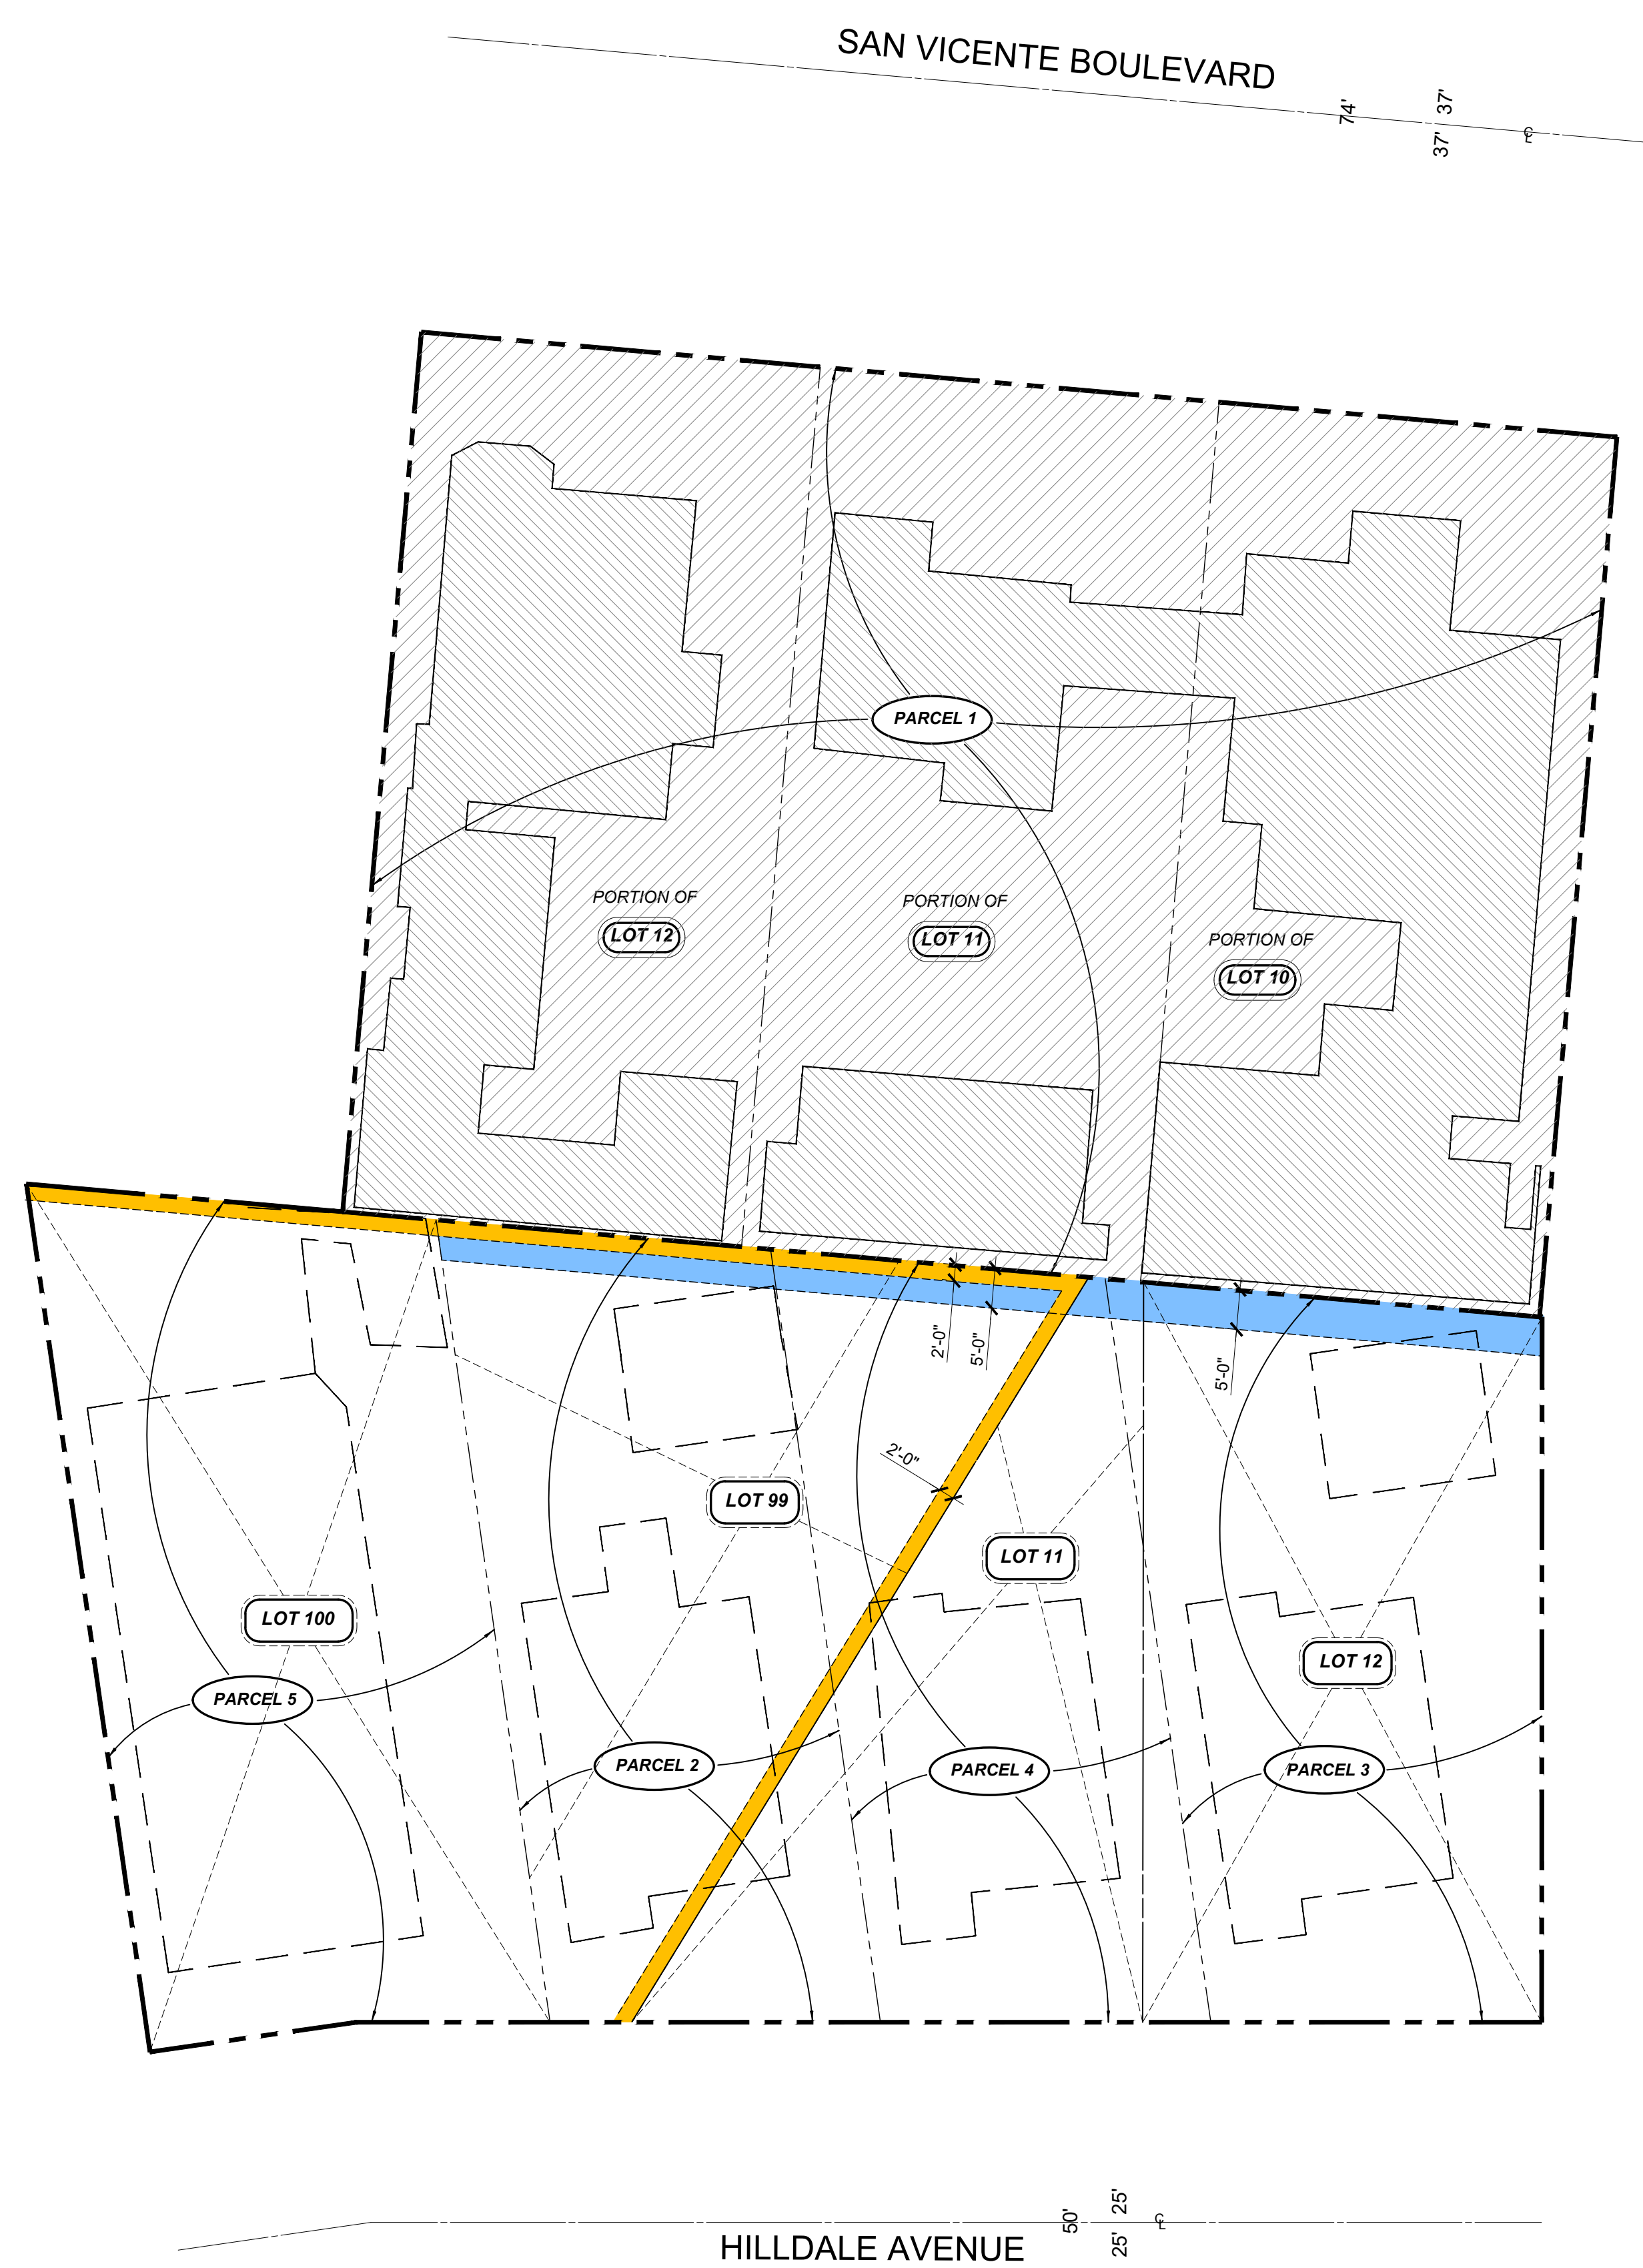 SAN VICENTE BOULEVARD
74'
37'
37'
℄
PARCEL 1
PORTION OF
LOT 12
PORTION OF
LOT 11
PORTION OF
LOT 10
2'-0"
5'-0"
5'-0"
2'-0"
LOT 99
LOT 11
LOT 100
LOT 12
PARCEL 5
PARCEL 2
PARCEL 4
PARCEL 3
50'
25'
25'
℄
HILLDALE AVENUE